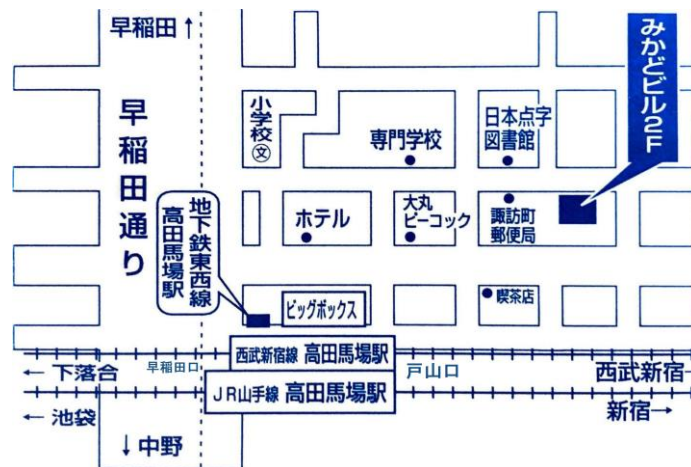 早稲田↑
みかどビル2F
早稲田通り
小学校
文
専門学校
日本点字
図書館
地下鉄東西線
高田馬場駅
ホテル
大丸
ピーコック
諏訪町
郵便局
ビッグボックス
喫茶店
西武新宿線 高田馬場駅
←下落合
早稲田口
戸山口
西武新宿→
JR山手線 高田馬場駅
←池袋
新宿→
↓中野